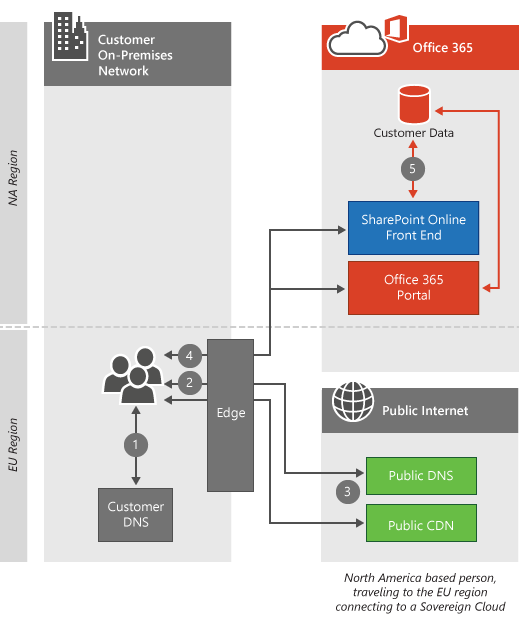 Customer
On-Premises
Network
Office 365
NA Region
Customer Data
5
SharePoint Online
Front End
Office 365
Portal
EU Region
4
2
Edge
1
Customer
DNS
Public Internet
Public DNS
3
Public CDN
North America based person,
traveling to the EU region
connecting to a Sovereign Cloud